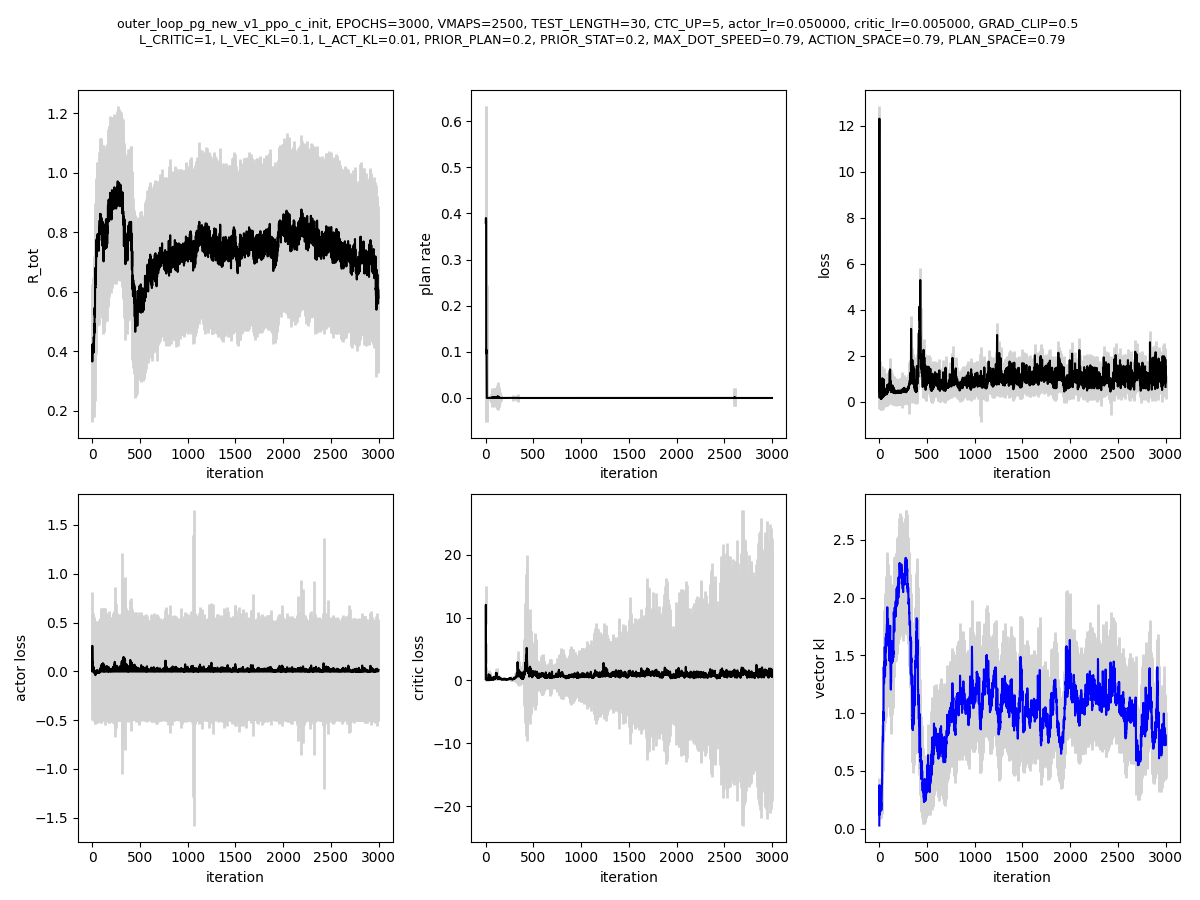 outer_loop_pg_new_v1_ppo_c_init, EPOCHS=3000, VMAPS=2500, TEST_LENGTH=30, CTC_UP=5, actor_lr=0.050000, critic_lr=0.005000, GRAD_CLIP=0.5
L_CRITIC=1, L_VEC_KL=0.1, L_ACT_KL=0.01, PRIOR_PLAN=0.2, PRIOR_STAT=0.2, MAX_DOT_SPEED=0.79, ACTION_SPACE=0.79, PLAN_SPACE=0.79
R_tot
1.2
1.0
0.8
0.6
0.4
0.2
0 500 1000 1500 2000 2500 3000
iteration
plan rate
0.6
0.5
0.4
0.3
0.2
0.1
0.0
0 500 1000 1500 2000 2500 3000
iteration
loss
12
10
8
6
4
2
0
0 500 1000 1500 2000 2500 3000
iteration
actor loss
1.5
1.0
0.5
0.0
−0.5
−1.0
−1.5
0 500 1000 1500 2000 2500 3000
iteration
critic loss
20
10
0
−10
−20
0 500 1000 1500 2000 2500 3000
iteration
vector kl
2.5
2.0
1.5
1.0
0.5
0.0
0 500 1000 1500 2000 2500 3000
iteration